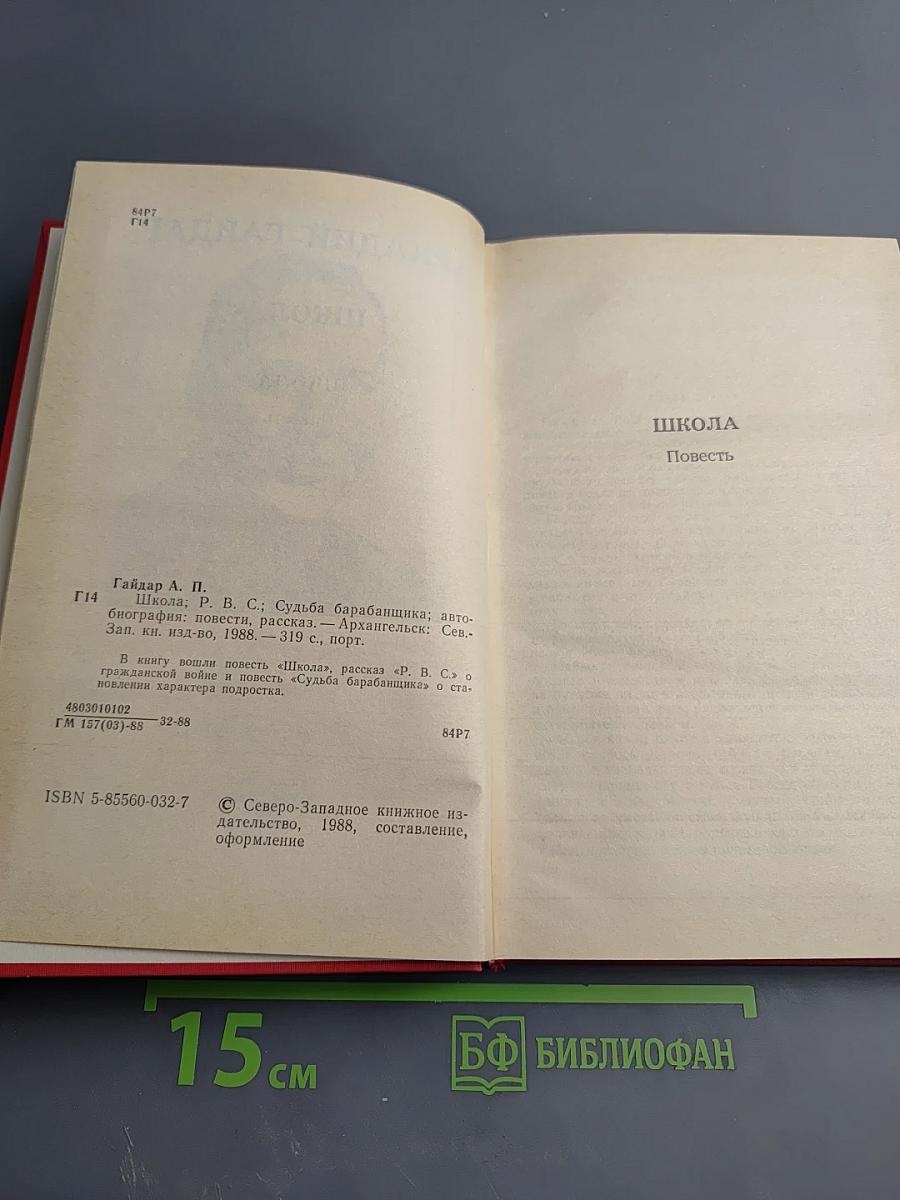 84Р7
Г14
Гайдар А. П.
Г14 Школа; Р. В. С.; Судьба барабанщика; авто-
биография: повести, рассказ. — Архангельск: Сев.-
Зап. кн. изд-во, 1988. — 319 с., порт.
В книгу вошли повесть «Школа», рассказ «Р. В. С.» о
гражданской войне и повесть «Судьба барабанщика» о ста-
новлении характера подростка.
4803010102
ГМ 157(03)-88 32-88
84Р7
ISBN 5-85560-032-7
© Северо-Западное книжное из-
дательство, 1988, составление,
оформление
ШКОЛА
Повесть
15 см
БФ БИБЛИОФАН